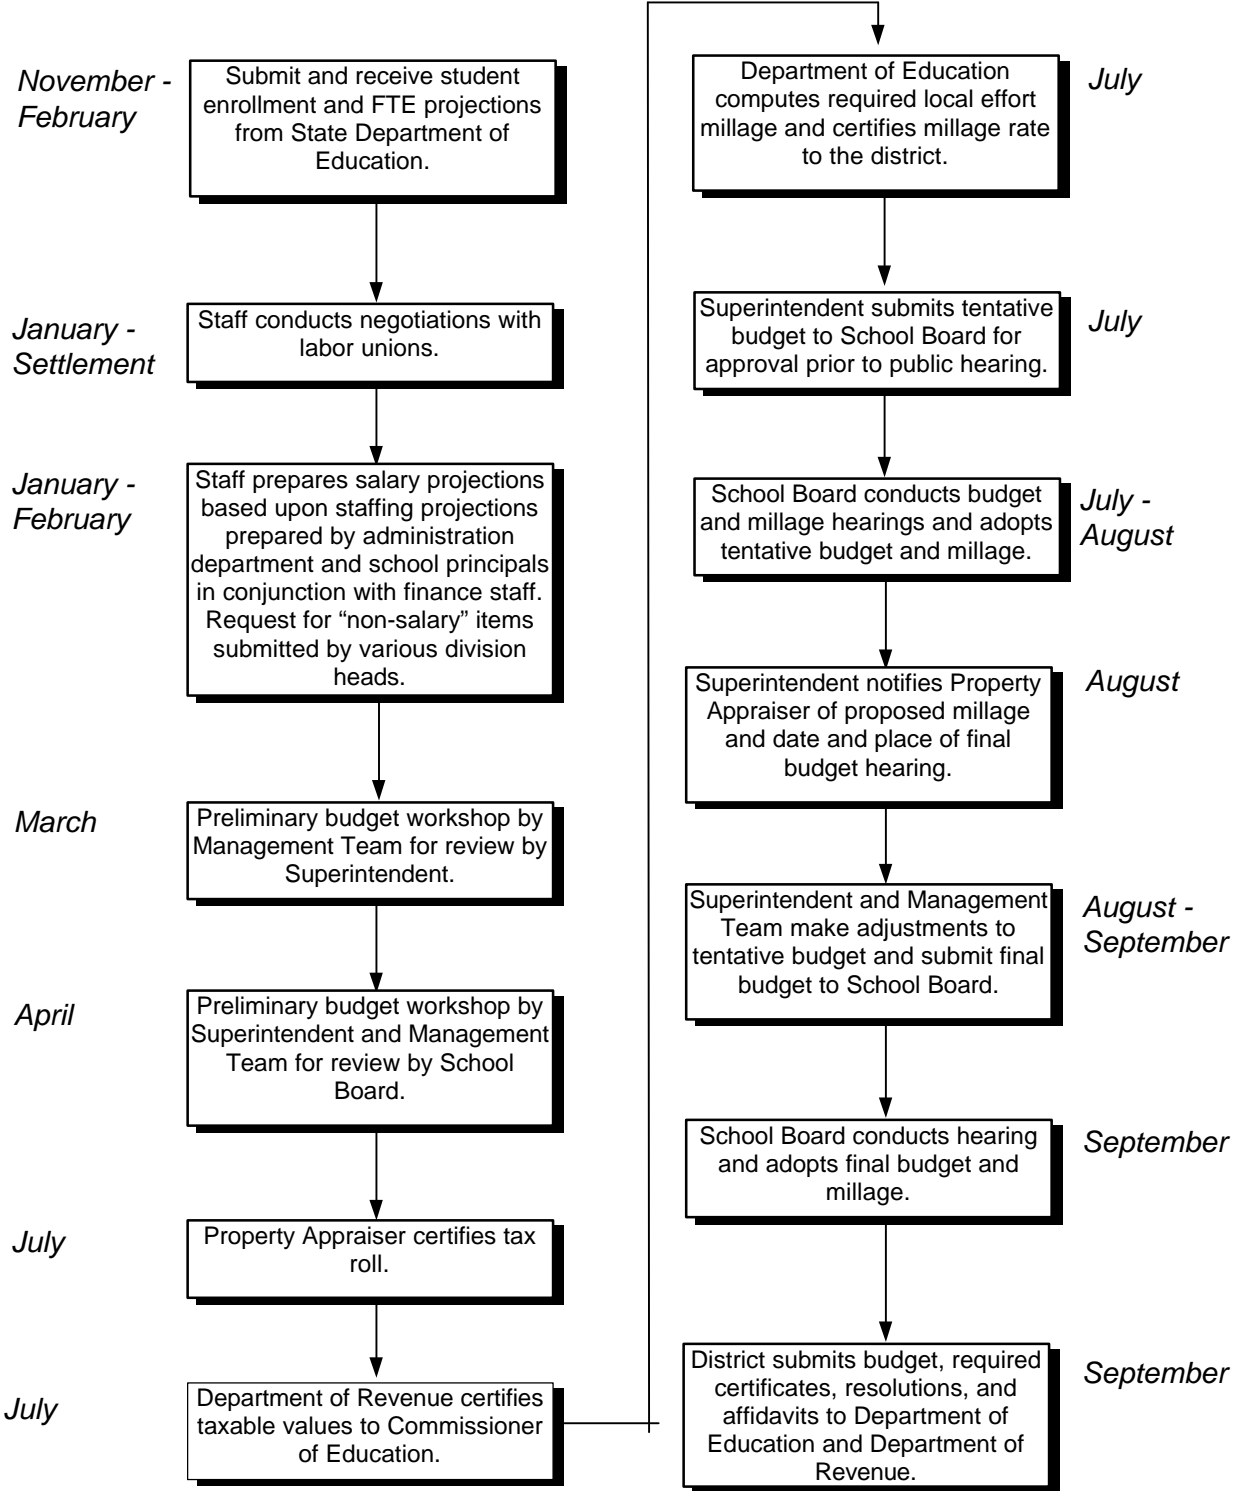 November -
February
Submit and receive student
enrollment and FTE projections
from State Department of
Education.
January -
Settlement
Staff conducts negotiations with
labor unions.
January -
February
Staff prepares salary projections
based upon staffing projections
prepared by administration
department and school principals
in conjunction with finance staff.
Request for “non-salary” items
submitted by various division
heads.
March
Preliminary budget workshop by
Management Team for review by
Superintendent.
April
Preliminary budget workshop by
Superintendent and Management
Team for review by School
Board.
July
Property Appraiser certifies tax
roll.
July
Department of Revenue certifies
taxable values to Commissioner
of Education.
Department of Education
computes required local effort
millage and certifies millage rate
to the district.
July
Superintendent submits tentative
budget to School Board for
approval prior to public hearing.
July
School Board conducts budget
and millage hearings and adopts
tentative budget and millage.
July -
August
Superintendent notifies Property
Appraiser of proposed millage
and date and place of final
budget hearing.
August
Superintendent and Management
Team make adjustments to
tentative budget and submit final
budget to School Board.
August -
September
School Board conducts hearing
and adopts final budget and
millage.
September
District submits budget, required
certificates, resolutions, and
affidavits to Department of
Education and Department of
Revenue.
September